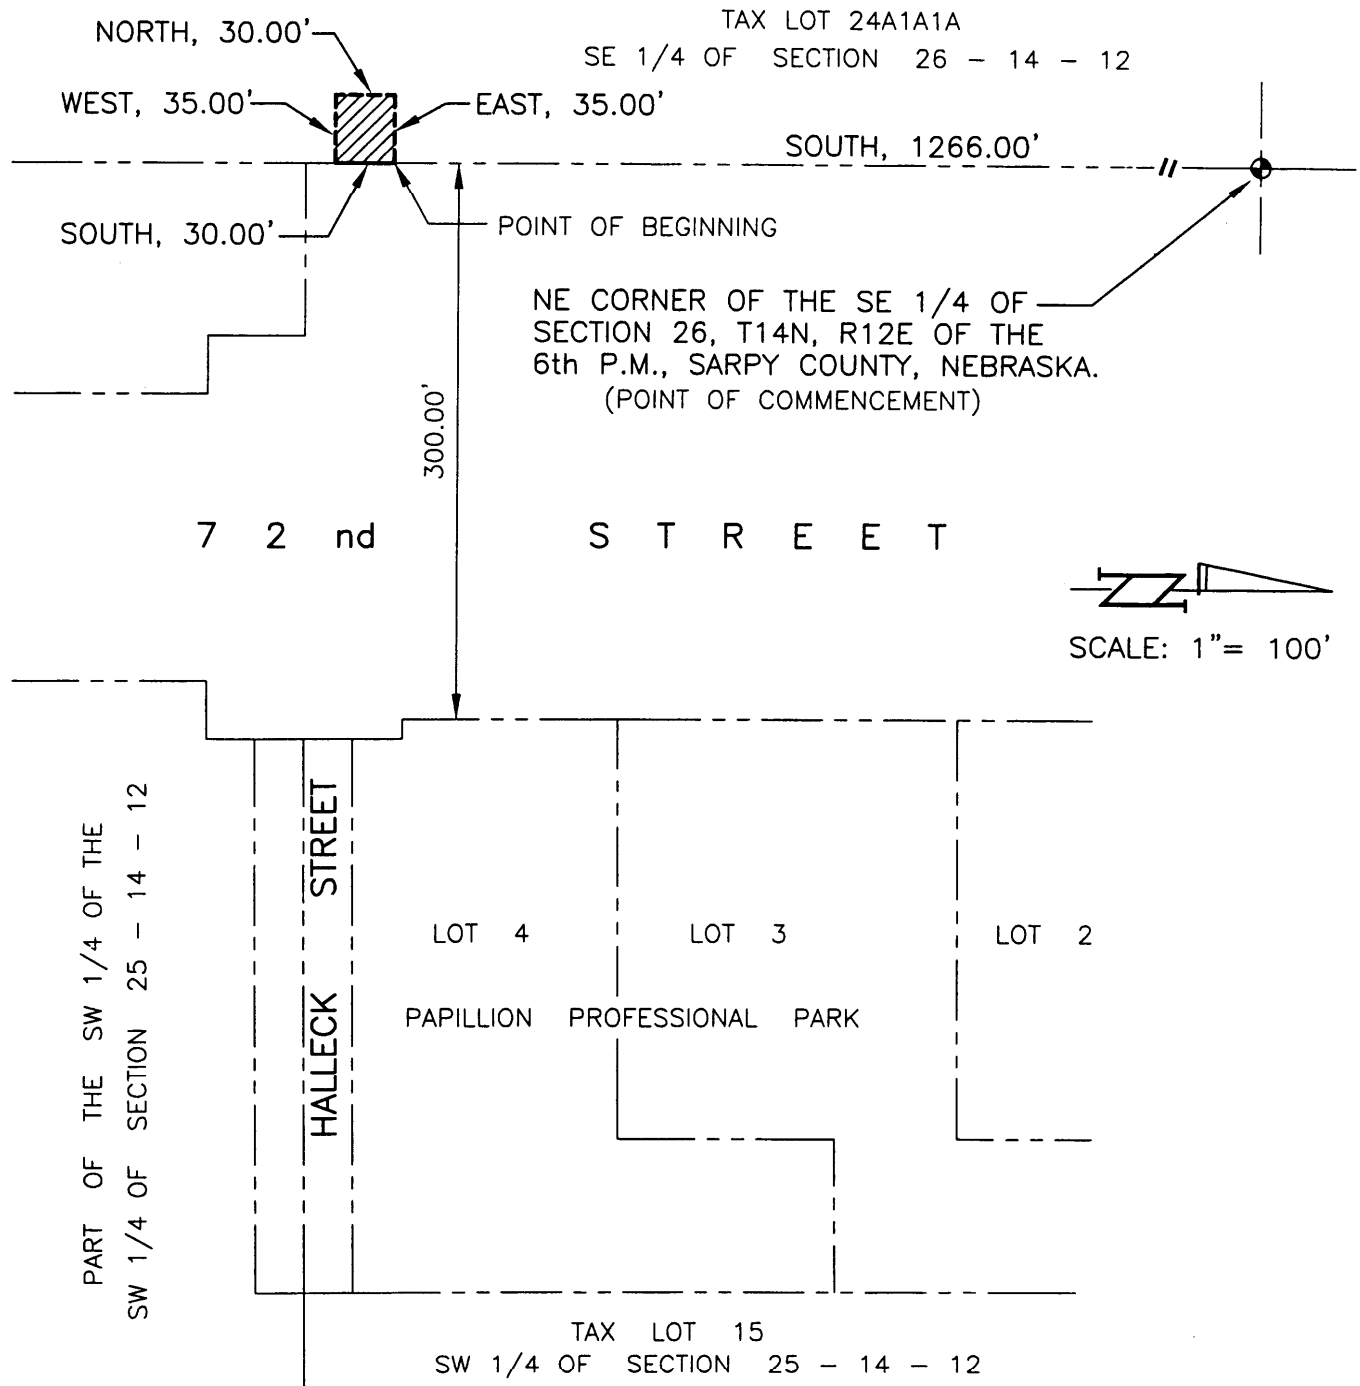 TAX LOT 24A1A1A
SE 1/4 OF SECTION 26 - 14 - 12
NORTH, 30.00'
WEST, 35.00'
EAST, 35.00'
SOUTH, 1266.00'
SOUTH, 30.00'
POINT OF BEGINNING
NE CORNER OF THE SE 1/4 OF
SECTION 26, T14N, R12E OF THE
6th P.M., SARPY COUNTY, NEBRASKA.
(POINT OF COMMENCEMENT)
300.00'
72nd STREET
N
SCALE: 1"= 100'
HALLECK STREET
PART OF THE SW 1/4 OF THE
SW 1/4 OF SECTION 25 - 14 - 12
LOT 4
LOT 3
LOT 2
PAPILLION PROFESSIONAL PARK
TAX LOT 15
SW 1/4 OF SECTION 25 - 14 - 12